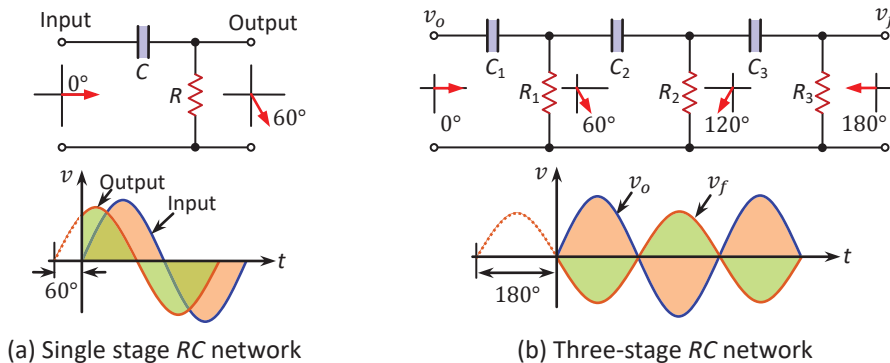 Input
Output
C
R
0°
60°
v
Output
Input
t
60°
(a) Single stage RC network
v_o
v_f
C_1
C_2
C_3
R_1
R_2
R_3
0°
60°
120°
180°
v
v_o
v_f
t
180°
(b) Three-stage RC network